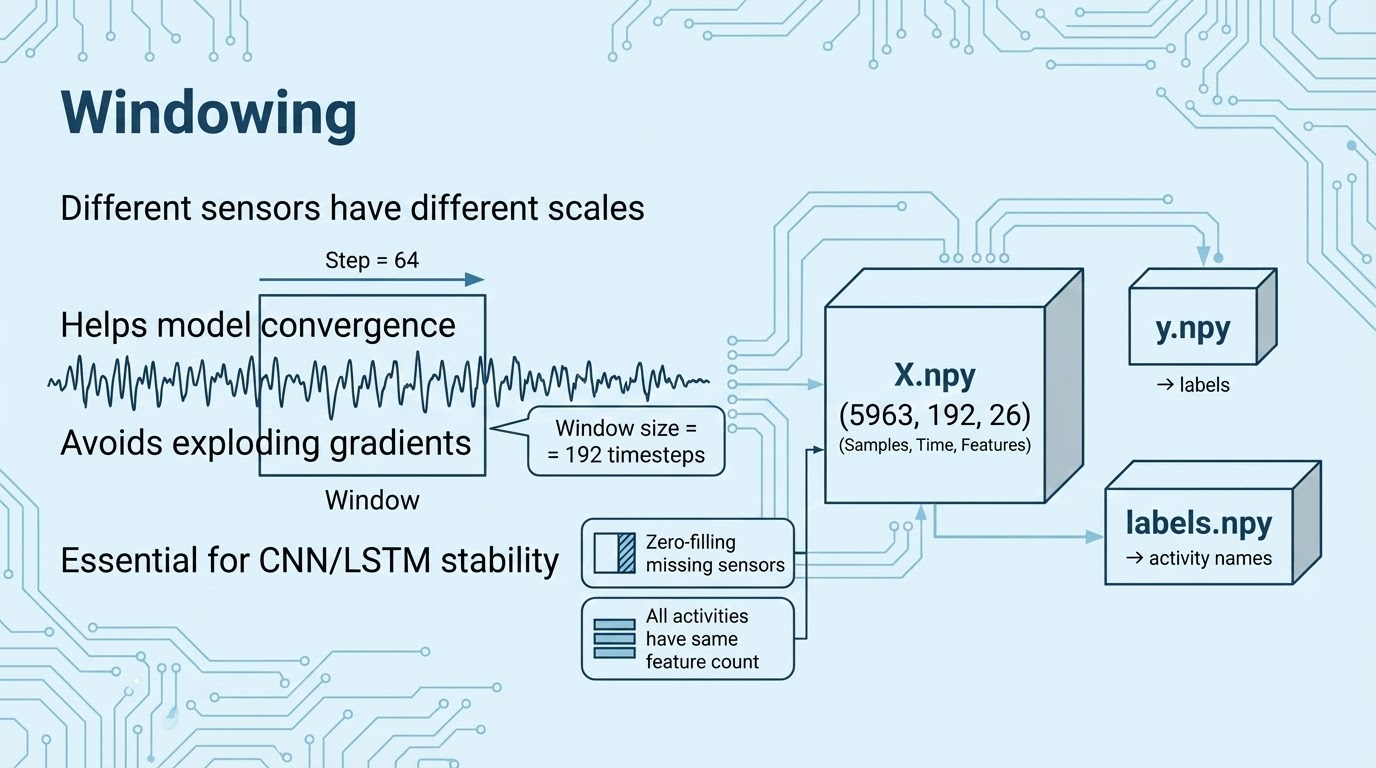 Windowing
Different sensors have different scales
Step = 64
Helps model convergence
Avoids exploding gradients
Window size =
= 192 timesteps
Window
Essential for CNN/LSTM stability
Zero-filling
missing sensors
All activities
have same
feature count
X.npy
(5963, 192, 26)
(Samples, Time, Features)
y.npy
→ labels
labels.npy
→ activity names